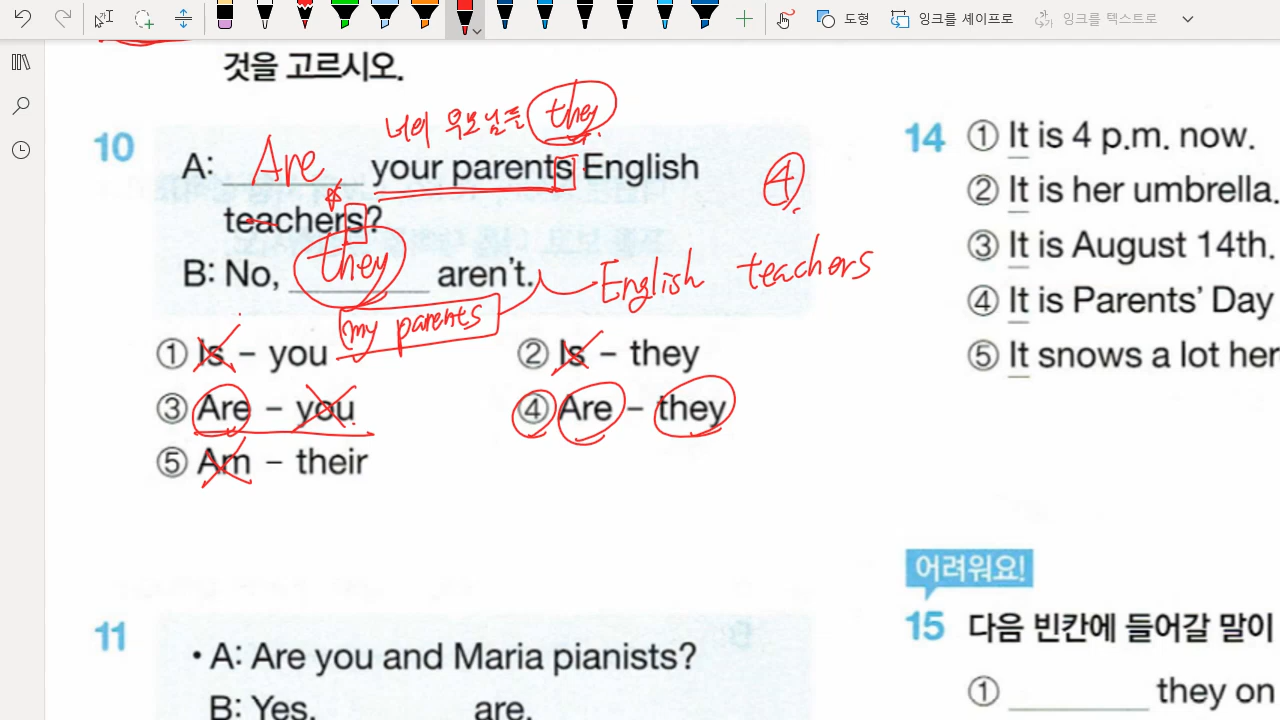 도형
잉크를 셰이프로
잉크를 텍스트로
것을 고르시오.
10
너의 부모님들 they
A: Are your parents English
teachers?
B: No, they aren't.
English teachers
my parents
④
① Is – you
② Is – they
③ Are – you
④ Are – they
⑤ Am – their
11
• A: Are you and Maria pianists?
B: Yes, ________ are.
14
① It is 4 p.m. now.
② It is her umbrella.
③ It is August 14th.
④ It is Parents' Day
⑤ It snows a lot her
어려워요!
15 다음 빈칸에 들어갈 말이
① ________ they on